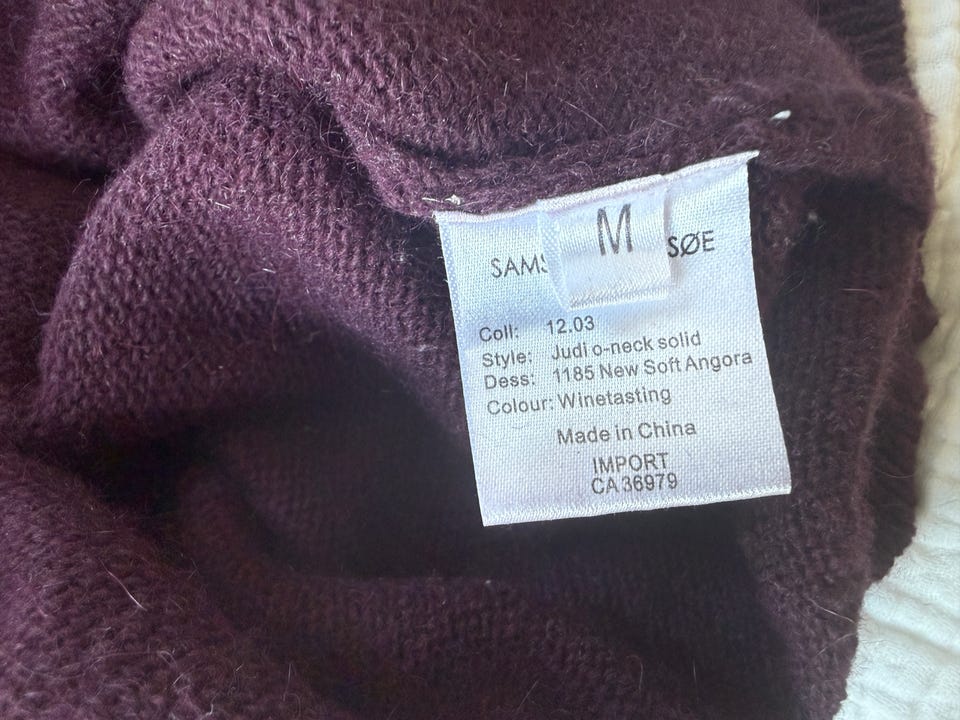 M
SAMS SØE
Coll: 12.03
Style: Judi o-neck solid
Dess: 1185 New Soft Angora
Colour: Winetasting
Made in China
IMPORT
CA 36979